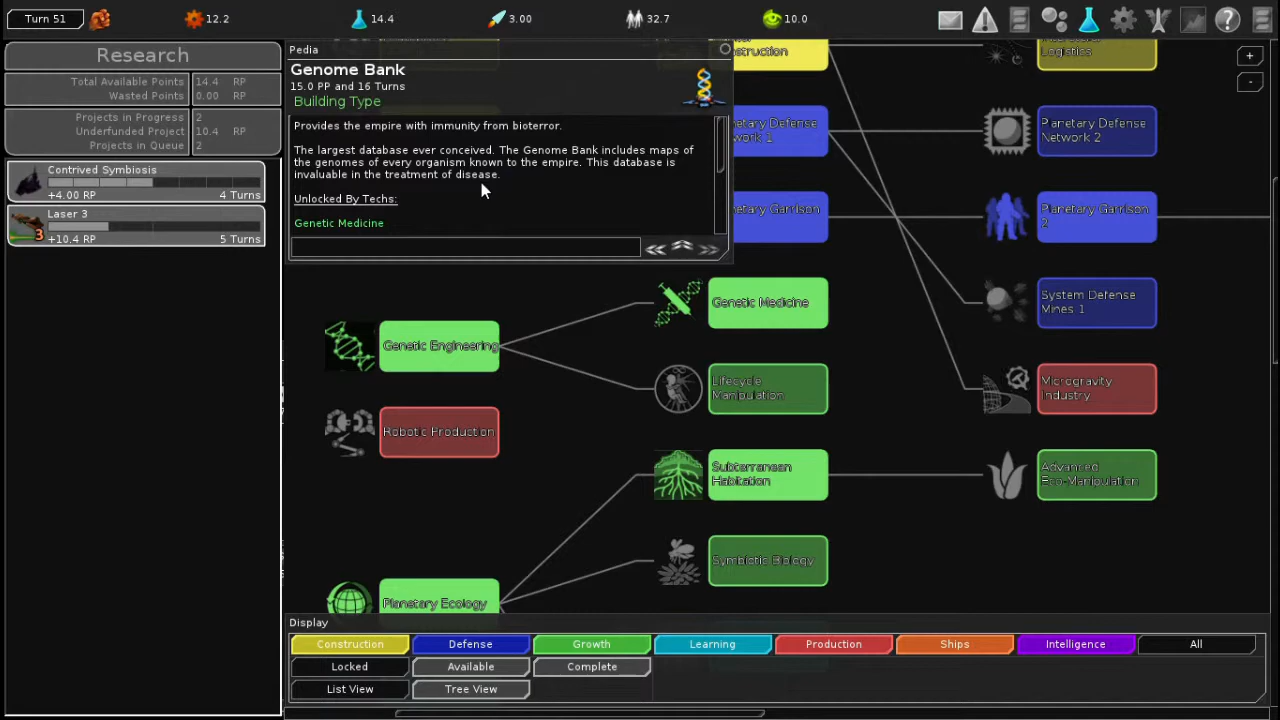 Turn 51
12.2
14.4
3.00
32.7
10.0
Research
Total Available Points 14.4 RP
Wasted Points 0.00 RP
Projects in Progress 2
Underfunded Project 10.4 RP
Projects in Queue 2
Contrived Symbiosis
+4.00 RP 4 Turns
Laser 3
3
+10.4 RP 5 Turns
Pedia
Genome Bank
15.0 PP and 16 Turns
Building Type
Provides the empire with immunity from bioterror.
The largest database ever conceived. The Genome Bank includes maps of
the genomes of every organism known to the empire. This database is
invaluable in the treatment of disease.
Unlocked By Techs:
Genetic Medicine
Logistics
+
-
Planetary Defense
Network 2
Planetary Garrison
2
Genetic Engineering
Genetic Medicine
System Defense
Mines 1
Lifecycle
Manipulation
Microgravity
Industry
Robotic Production
Subterranean
Habitation
Advanced
Eco-Manipulation
Symbiotic Biology
Planetary Ecology
Display
Construction
Defense
Growth
Learning
Production
Ships
Intelligence
All
Locked
Available
Complete
List View
Tree View